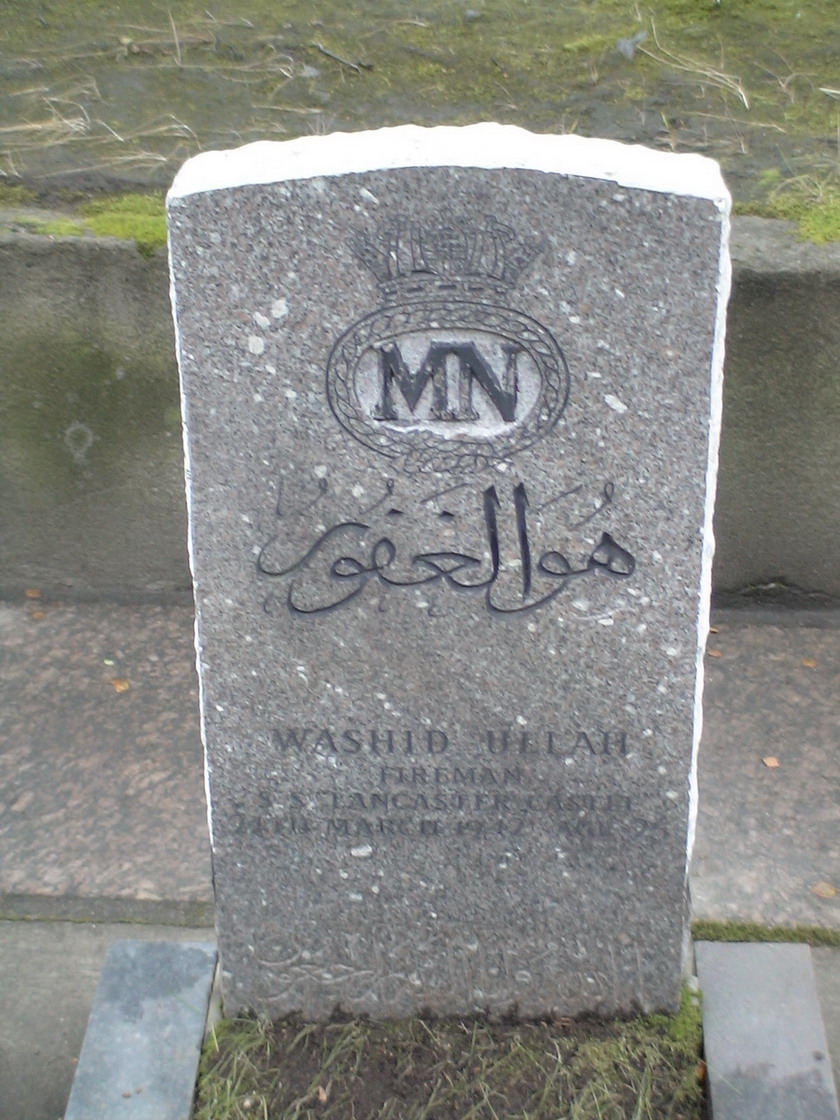 MN
هو الغفور
WASHID ULLAH
FIREMAN
S.S. "LANCASTER CASTLE"
24TH MARCH 1942 AGE 25